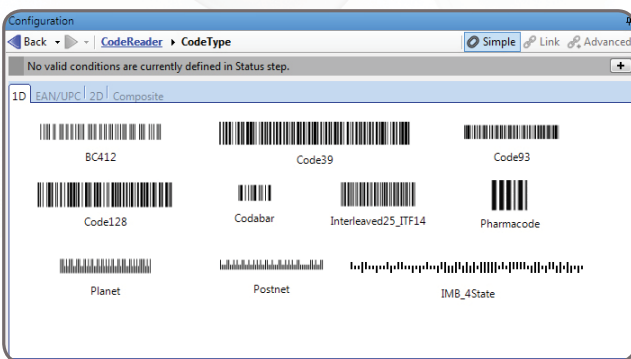 Configuration
Back CodeReader CodeType Simple Link Advanced
No valid conditions are currently defined in Status step.
1D EAN/UPC 2D Composite
BC412 Code39 Code93
Code128 Codabar Interleaved25_ITF14 Pharmacode
Planet Postnet IMB_4State